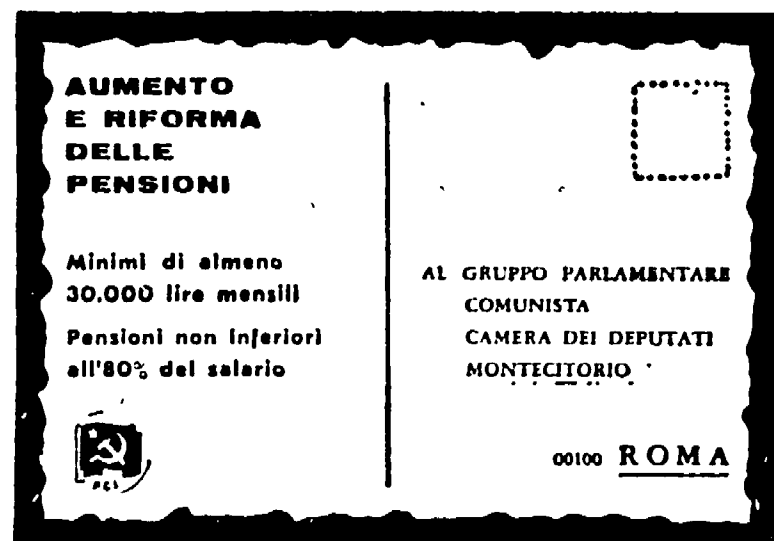 AUMENTO
E RIFORMA
DELLE
PENSIONI
Minimi di almeno
30.000 lire mensili
Pensioni non inferiori
all'80% del salario
PCI
AL GRUPPO PARLAMENTARE
COMUNISTA
CAMERA DEI DEPUTATI
MONTECITORIO
00100 ROMA